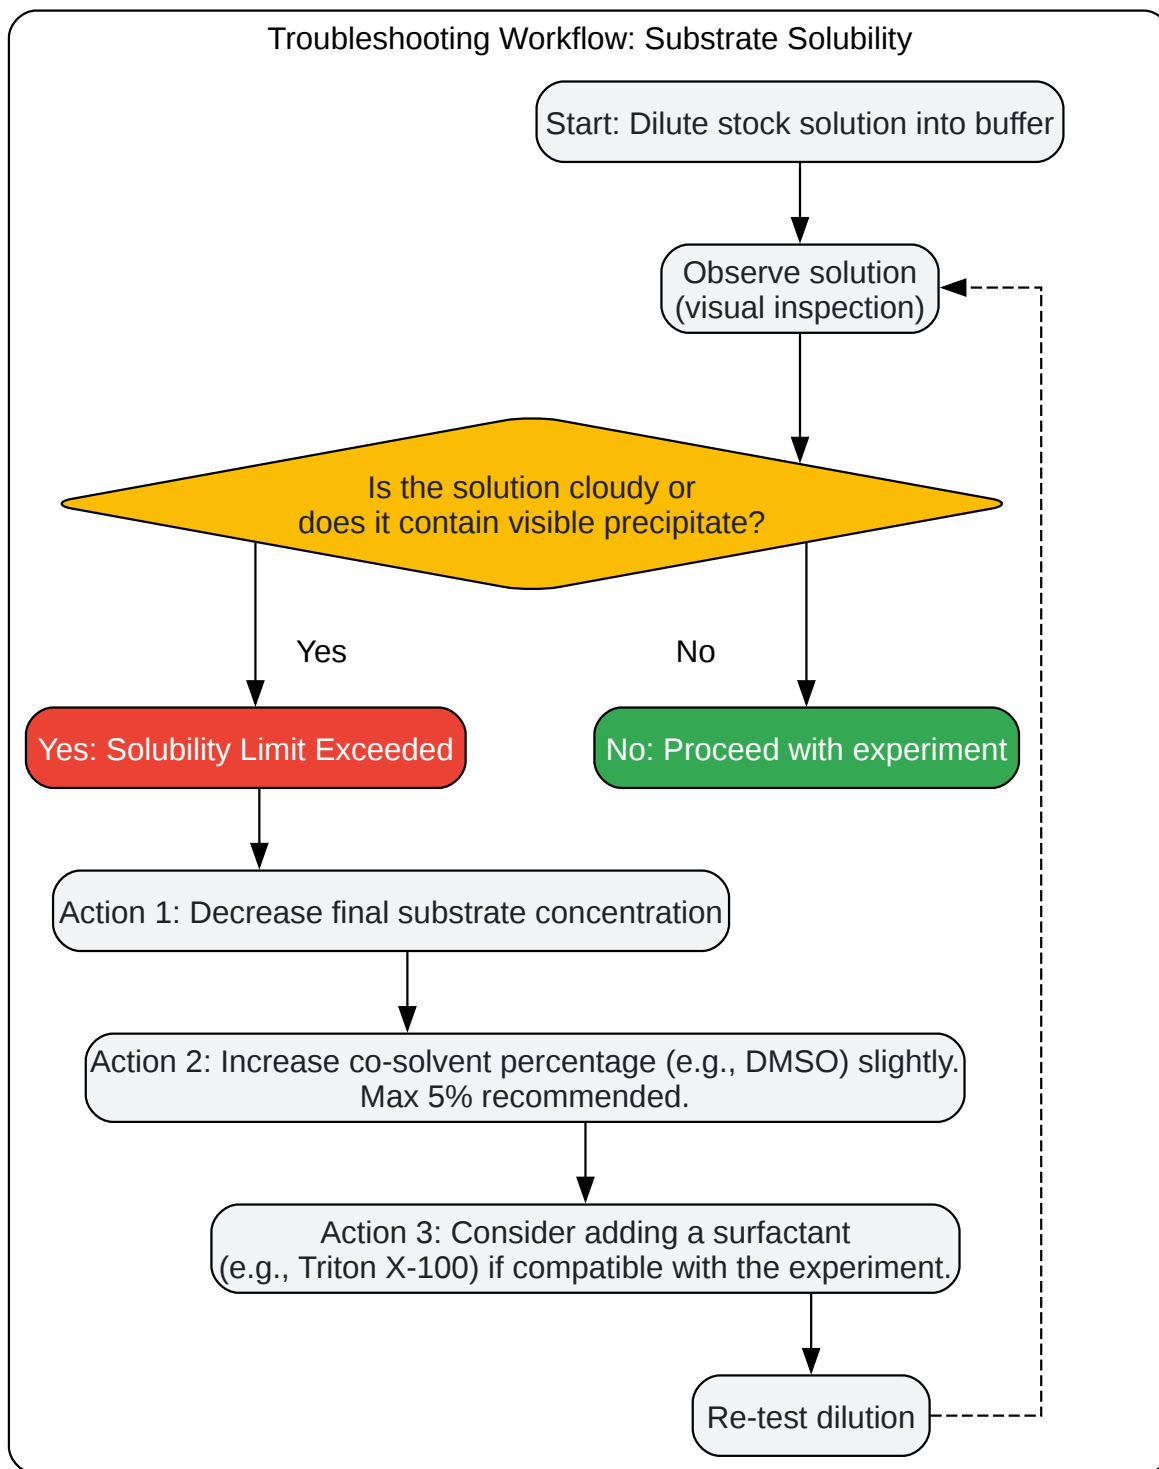 Troubleshooting Workflow: Substrate Solubility
Start: Dilute stock solution into buffer
Observe solution
(visual inspection)
Is the solution cloudy or
does it contain visible precipitate?
Yes
No
Yes: Solubility Limit Exceeded
No: Proceed with experiment
Action 1: Decrease final substrate concentration
Action 2: Increase co-solvent percentage (e.g., DMSO) slightly.
Max 5% recommended.
Action 3: Consider adding a surfactant
(e.g., Triton X-100) if compatible with the experiment.
Re-test dilution